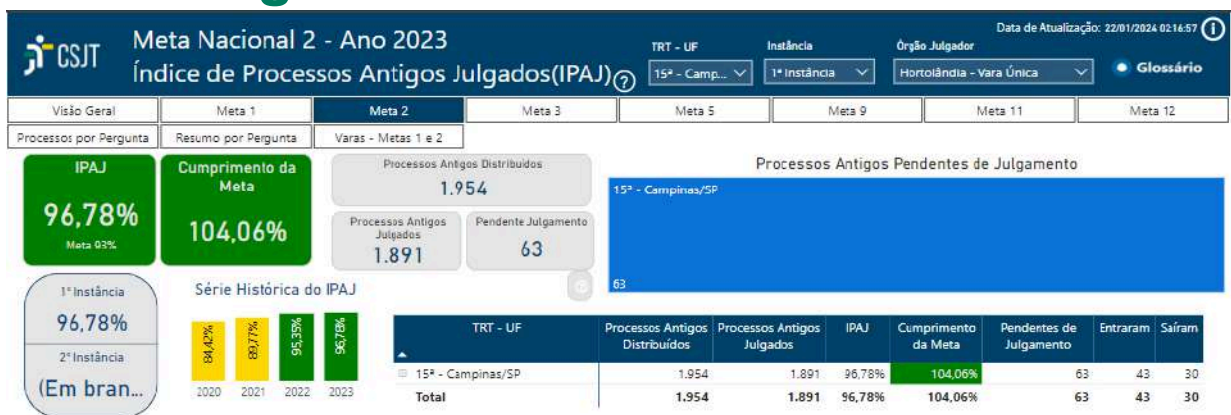 CSJT
Meta Nacional 2 - Ano 2023
Índice de Processos Antigos Julgados(IPAJ)
Data de Atualização: 22/01/2024 02:16:57
TRT - UF
Instância
Órgão Julgador
15ª - Camp...
1ª Instância
Hortolândia - Vara Única
Glossário
Visão Geral
Meta 1
Meta 2
Meta 3
Meta 5
Meta 9
Meta 11
Meta 12
Processos por Pergunta
Resumo por Pergunta
Varas - Metas 1 e 2
IPAJ
96,78%
Meta 93%
Cumprimento da
Meta
104,06%
Processos Antigos Distribuídos
1.954
Processos Antigos
Julgados
1.891
Pendente Julgamento
63
Processos Antigos Pendentes de Julgamento
15ª - Campinas/SP
63
1ª Instância
96,78%
2ª Instância
(Em bran...
Série Histórica do IPAJ
84,42%
89,77%
95,35%
96,78%
2020
2021
2022
2023
TRT - UF
Processos Antigos
Distribuídos
Processos Antigos
Julgados
IPAJ
Cumprimento
da Meta
Pendentes de
Julgamento
Entraram
Saíram
15ª - Campinas/SP
1.954
1.891
96,78%
104,06%
63
43
30
Total
1.954
1.891
96,78%
104,06%
63
43
30